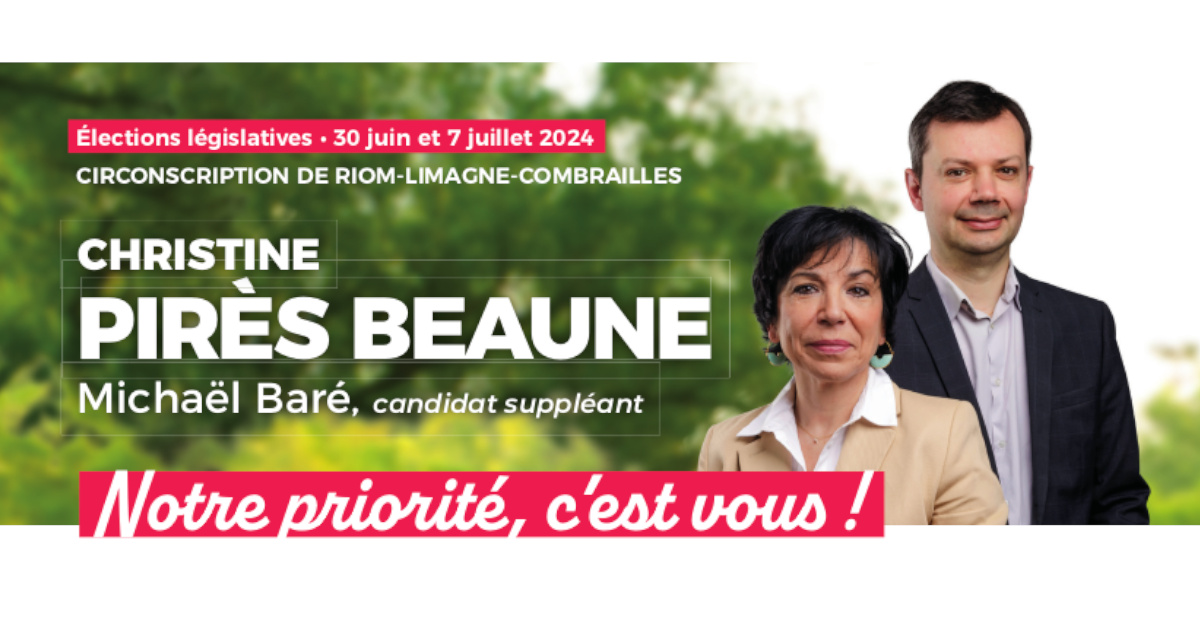 Élections législatives • 30 juin et 7 juillet 2024
CIRCONSCRIPTION DE RIOM-LIMAGNE-COMBRAILLES
CHRISTINE
PIRÈS BEAUNE
Michaël Baré, candidat suppléant
Notre priorité, c'est vous !